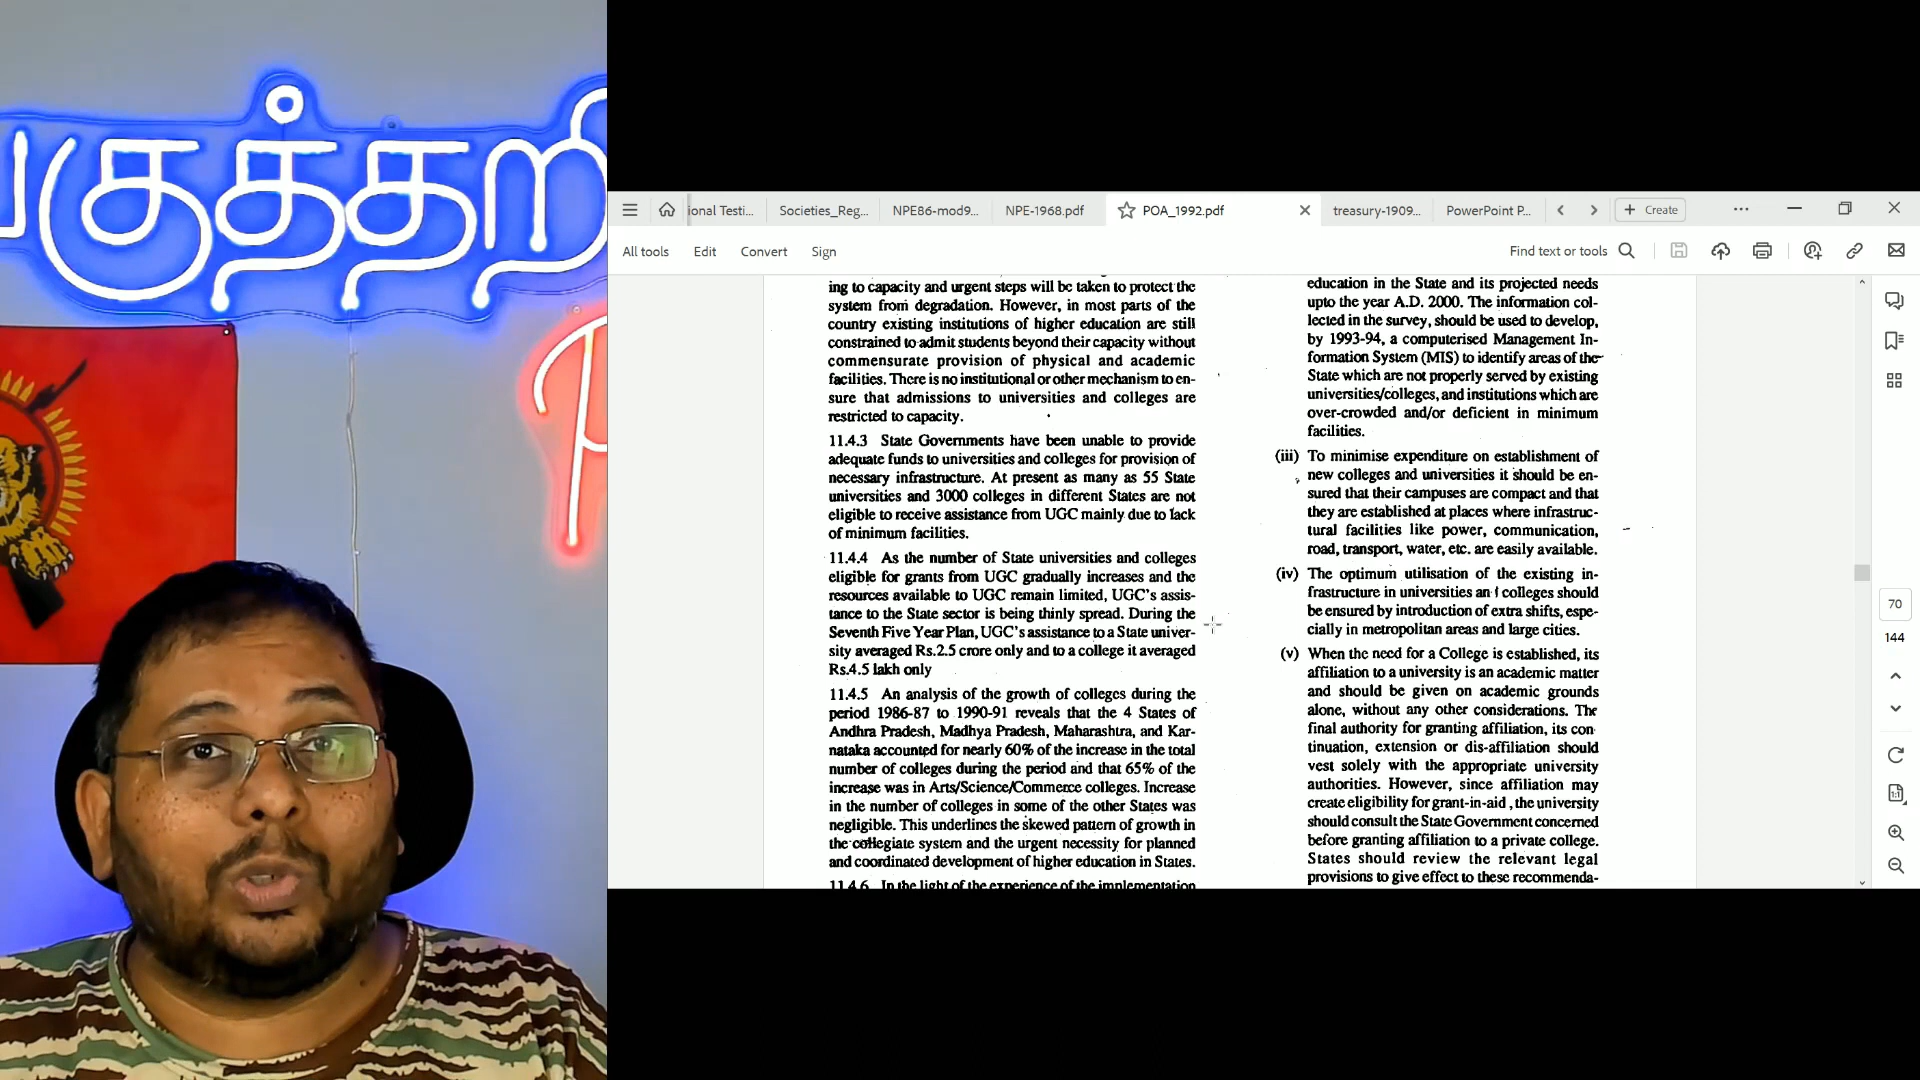 குத்தறி
ional Testi...
Societies_Reg...
NPE86-mod9...
NPE-1968.pdf
POA_1992.pdf
treasury-1909...
PowerPoint P...
+ Create
All tools
Edit
Convert
Sign
Find text or tools
ing to capacity and urgent steps will be taken to protect the
system from degradation. However, in most parts of the
country existing institutions of higher education are still
constrained to admit students beyond their capacity without
commensurate provision of physical and academic
facilities. There is no institutional or other mechanism to en-
sure that admissions to universities and colleges are
restricted to capacity.
11.4.3 State Governments have been unable to provide
adequate funds to universities and colleges for provision of
necessary infrastructure. At present as many as 55 State
universities and 3000 colleges in different States are not
eligible to receive assistance from UGC mainly due to lack
of minimum facilities.
11.4.4 As the number of State universities and colleges
eligible for grants from UGC gradually increases and the
resources available to UGC remain limited, UGC's assis-
tance to the State sector is being thinly spread. During the
Seventh Five Year Plan, UGC's assistance to a State univer-
sity averaged Rs.2.5 crore only and to a college it averaged
Rs.4.5 lakh only
11.4.5 An analysis of the growth of colleges during the
period 1986-87 to 1990-91 reveals that the 4 States of
Andhra Pradesh, Madhya Pradesh, Maharashtra, and Kar-
nataka accounted for nearly 60% of the increase in the total
number of colleges during the period and that 65% of the
increase was in Arts/Science/Commerce colleges. Increase
in the number of colleges in some of the other States was
negligible. This underlines the skewed pattern of growth in
the collegiate system and the urgent necessity for planned
and coordinated development of higher education in States.
11.4.6 In the light of the experience of the implementation
education in the State and its projected needs
upto the year A.D. 2000. The information col-
lected in the survey, should be used to develop,
by 1993-94, a computerised Management In-
formation System (MIS) to identify areas of the
State which are not properly served by existing
universities/colleges, and institutions which are
over-crowded and/or deficient in minimum
facilities.
(iii) To minimise expenditure on establishment of
new colleges and universities it should be en-
sured that their campuses are compact and that
they are established at places where infrastruc-
tural facilities like power, communication,
road, transport, water, etc. are easily available.
(iv) The optimum utilisation of the existing in-
frastructure in universities an colleges should
be ensured by introduction of extra shifts, espe-
cially in metropolitan areas and large cities.
(v) When the need for a College is established, its
affiliation to a university is an academic matter
and should be given on academic grounds
alone, without any other considerations. The
final authority for granting affiliation, its con
tinuation, extension or dis-affiliation should
vest solely with the appropriate university
authorities. However, since affiliation may
create eligibility for grant-in-aid , the university
should consult the State Government concerned
before granting affiliation to a private college.
States should review the relevant legal
provisions to give effect to these recommenda-
70
144